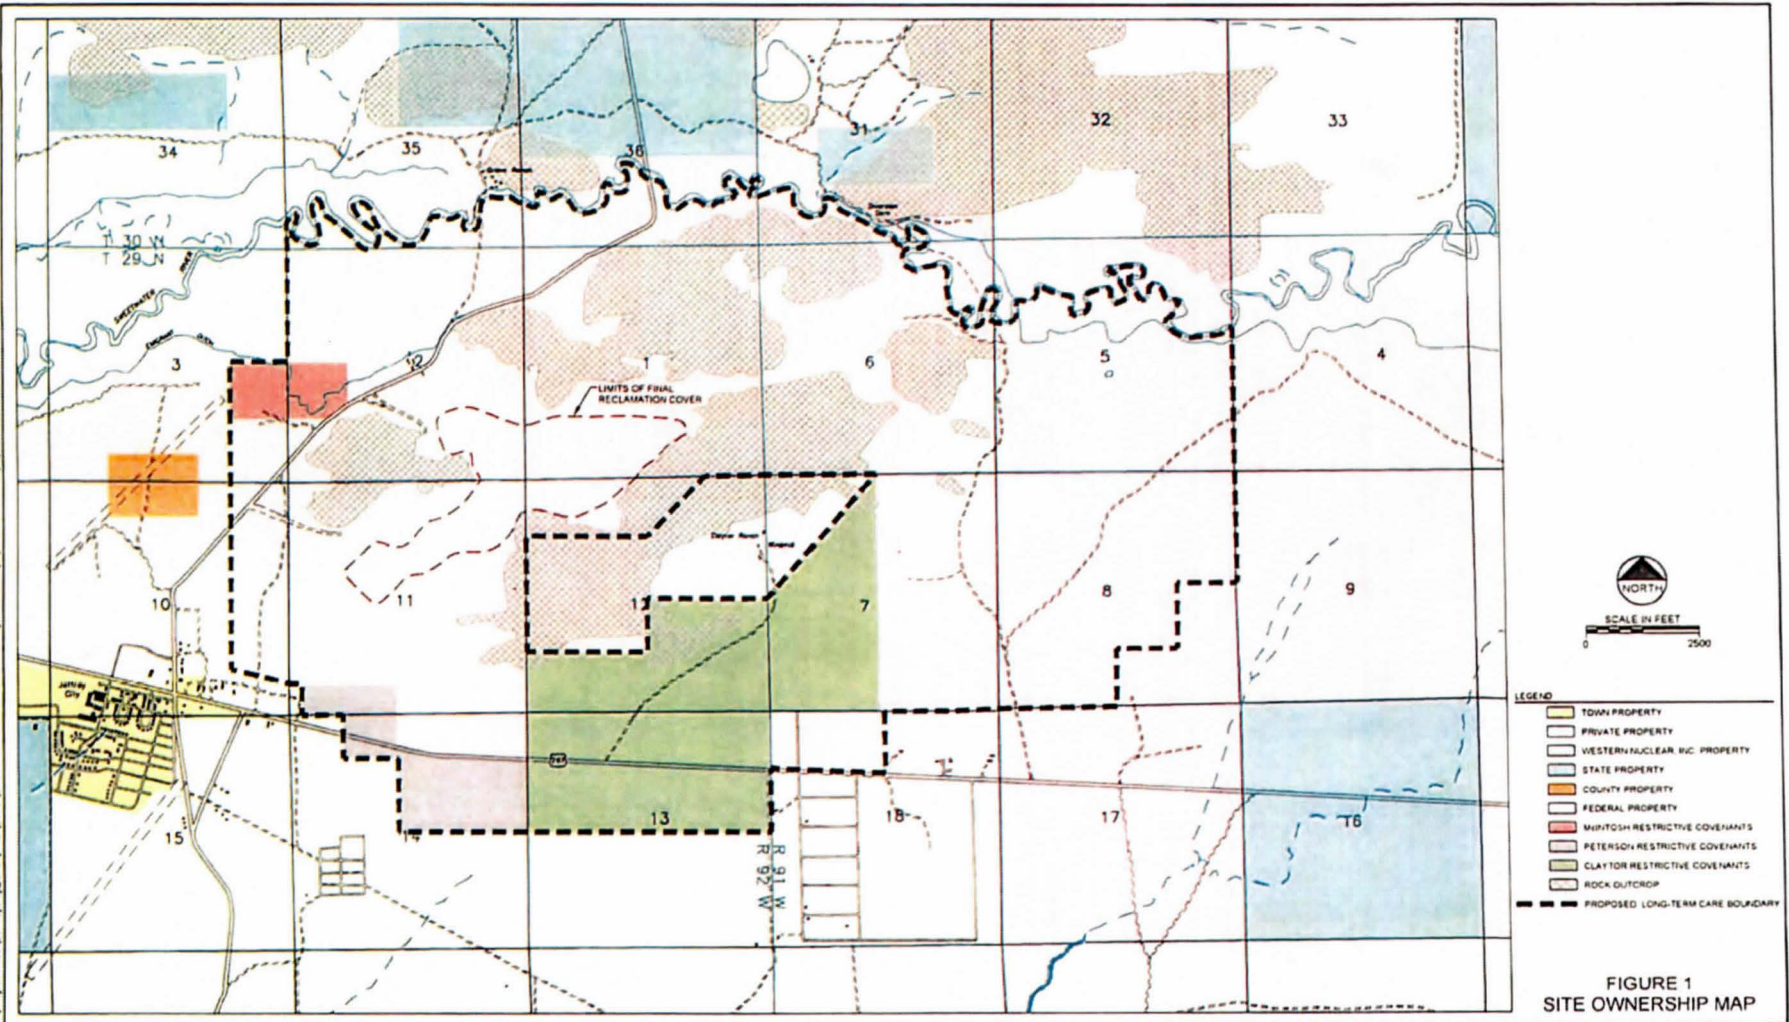 34
35
36
31
32
33
T 29 N
SWEETWATER
RIVER
3
2
1
6
5
4
LIMITS OF FINAL
RECLAMATION COVER
10
11
12
7
8
9
Jeffrey
City
15
14
13
18
17
16
R 92 W
R 91 W
NORTH
SCALE IN FEET
0 2500
LEGEND
TOWN PROPERTY
PRIVATE PROPERTY
WESTERN NUCLEAR, INC. PROPERTY
STATE PROPERTY
COUNTY PROPERTY
FEDERAL PROPERTY
McINTOSH RESTRICTIVE COVENANTS
PETERSON RESTRICTIVE COVENANTS
CLAYTOR RESTRICTIVE COVENANTS
ROCK OUTCROP
PROPOSED LONG-TERM CARE BOUNDARY
FIGURE 1
SITE OWNERSHIP MAP